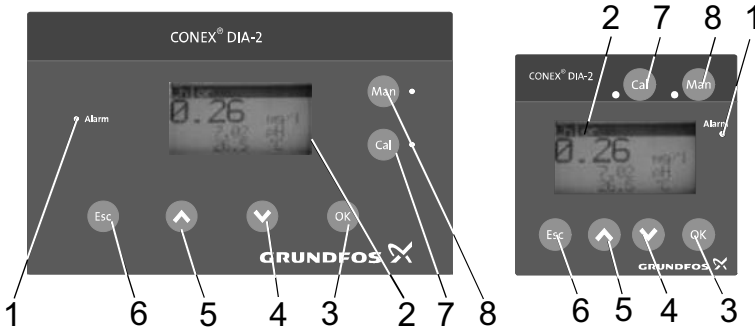 CONEX® DIA-2
Chlor
0.26 mg/l
7.02 pH
26.5 °C
Alarm
Man
Cal
Esc
OK
GRUNDFOS
1
6
5
4
3
2
7
8
2
7
8
1
CONEX® DIA-2
Cal
Man
Alarm
Chlor
0.26 mg/l
7.02 pH
26.5 °C
Esc
OK
GRUNDFOS
6
5
4
3